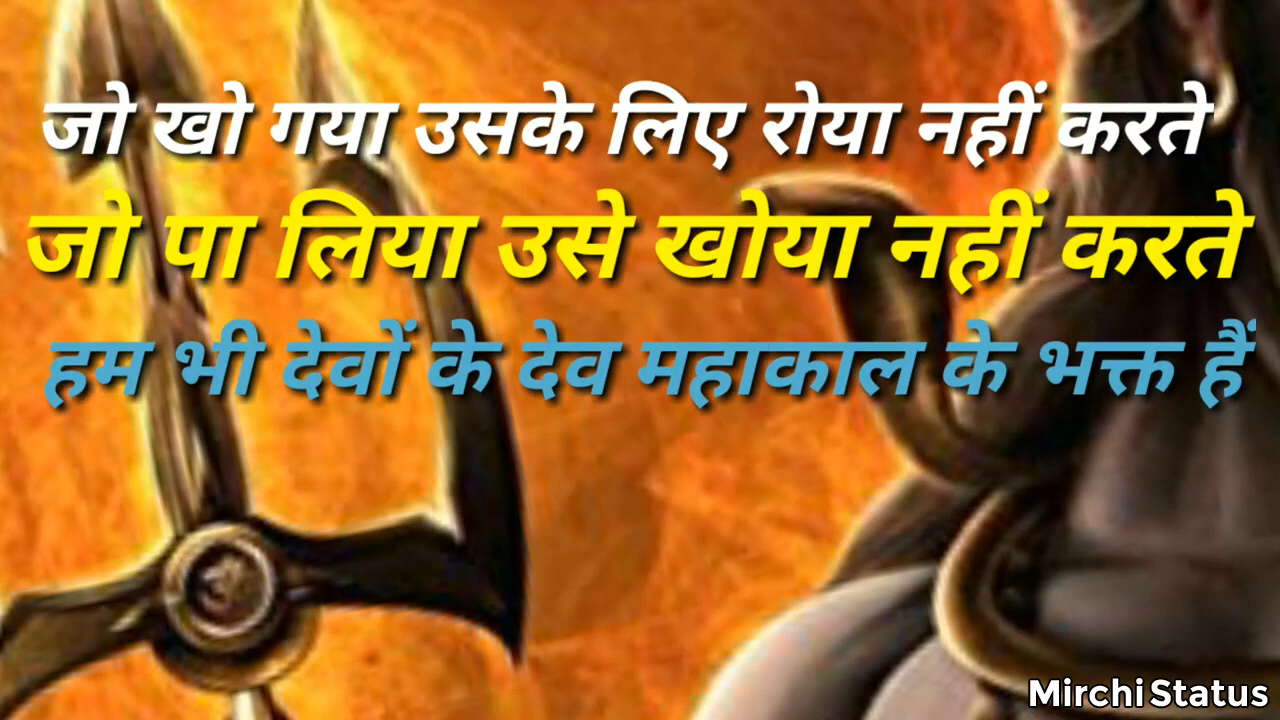 जो खो गया उसके लिए रोया नहीं करते
जो पा लिया उसे खोया नहीं करते
हम भी देवों के देव महाकाल के भक्त हैं
Mirchi Status